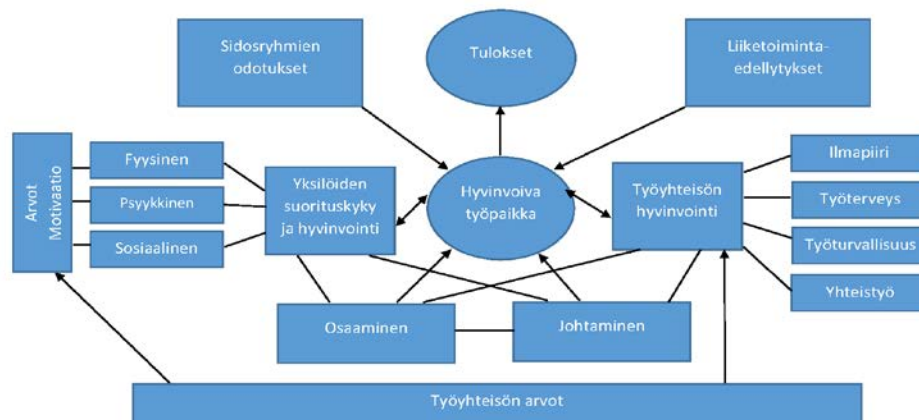 Sidosryhmien
odotukset
Tulokset
Liiketoiminta-
edellytykset
Arvot
Motivaatio
Fyysinen
Psyykkinen
Sosiaalinen
Yksilöiden
suorituskyky
ja hyvinvointi
Hyvinvoiva
työpaikka
Työyhteisön
hyvinvointi
Ilmapiiri
Työterveys
Työturvallisuus
Yhteistyö
Osaaminen
Johtaminen
Työyhteisön arvot